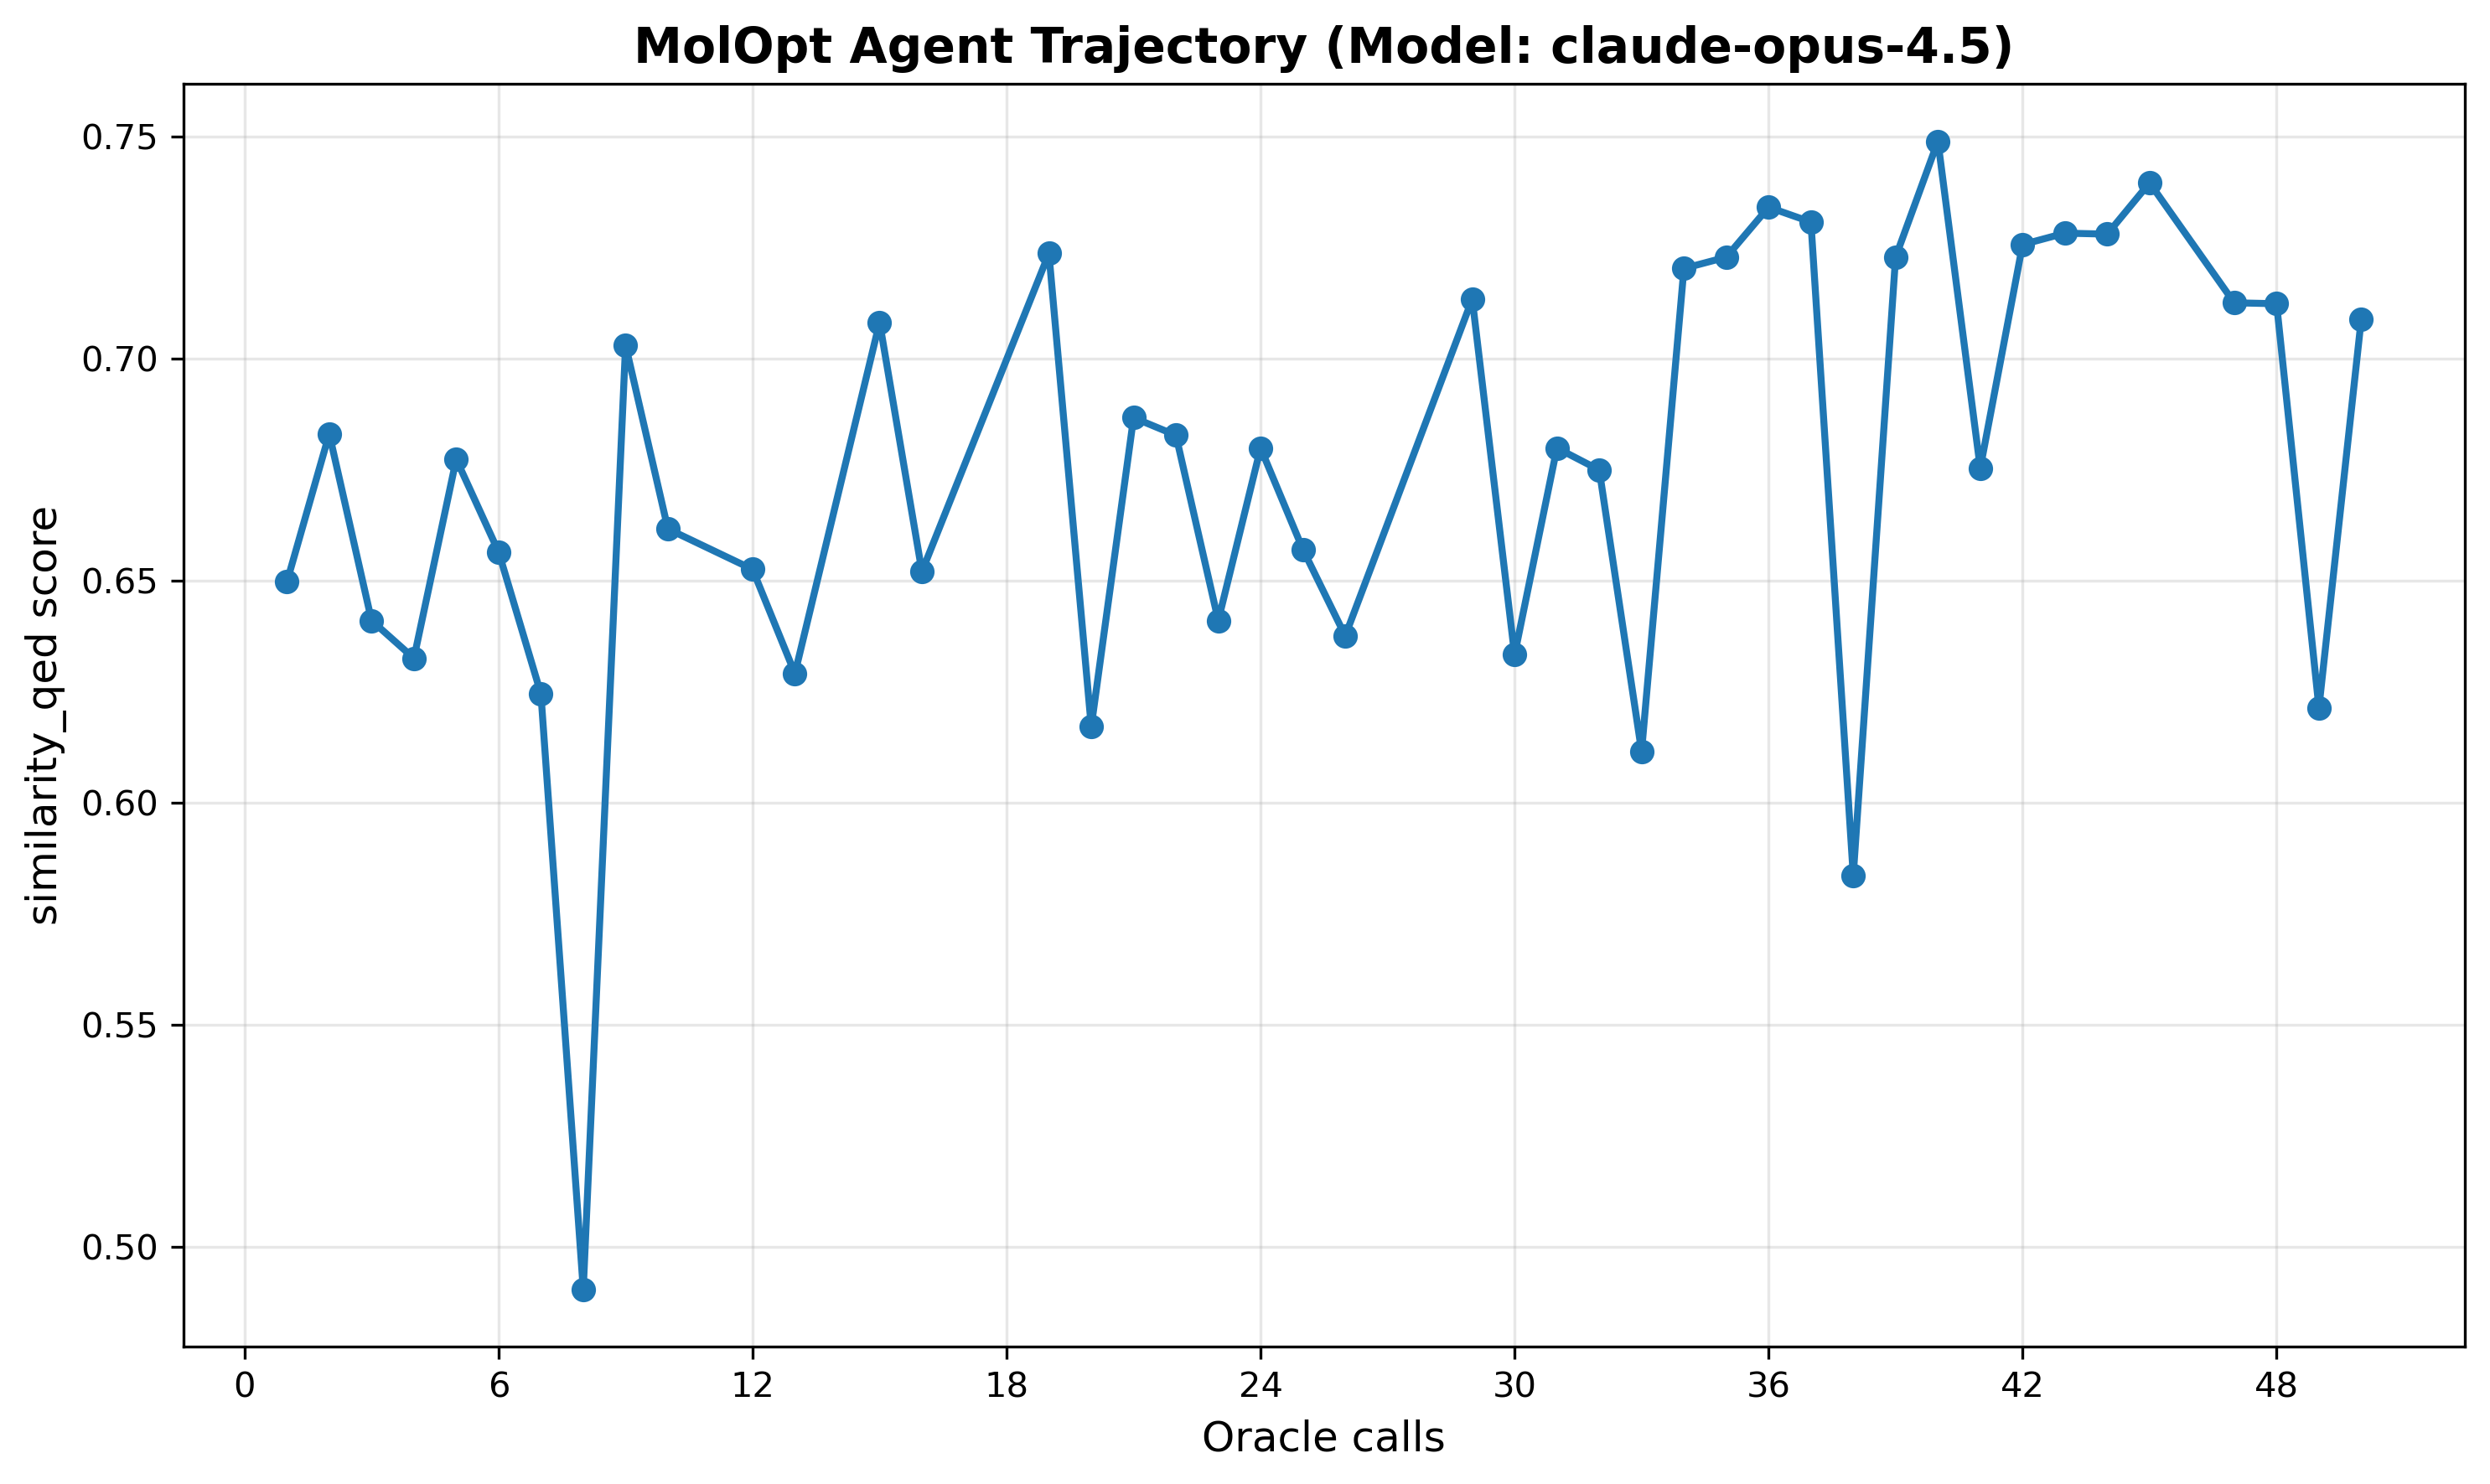 MolOpt Agent Trajectory (Model: claude-opus-4.5)
similarity_qed score
0.75
0.70
0.65
0.60
0.55
0.50
0 6 12 18 24 30 36 42 48
Oracle calls